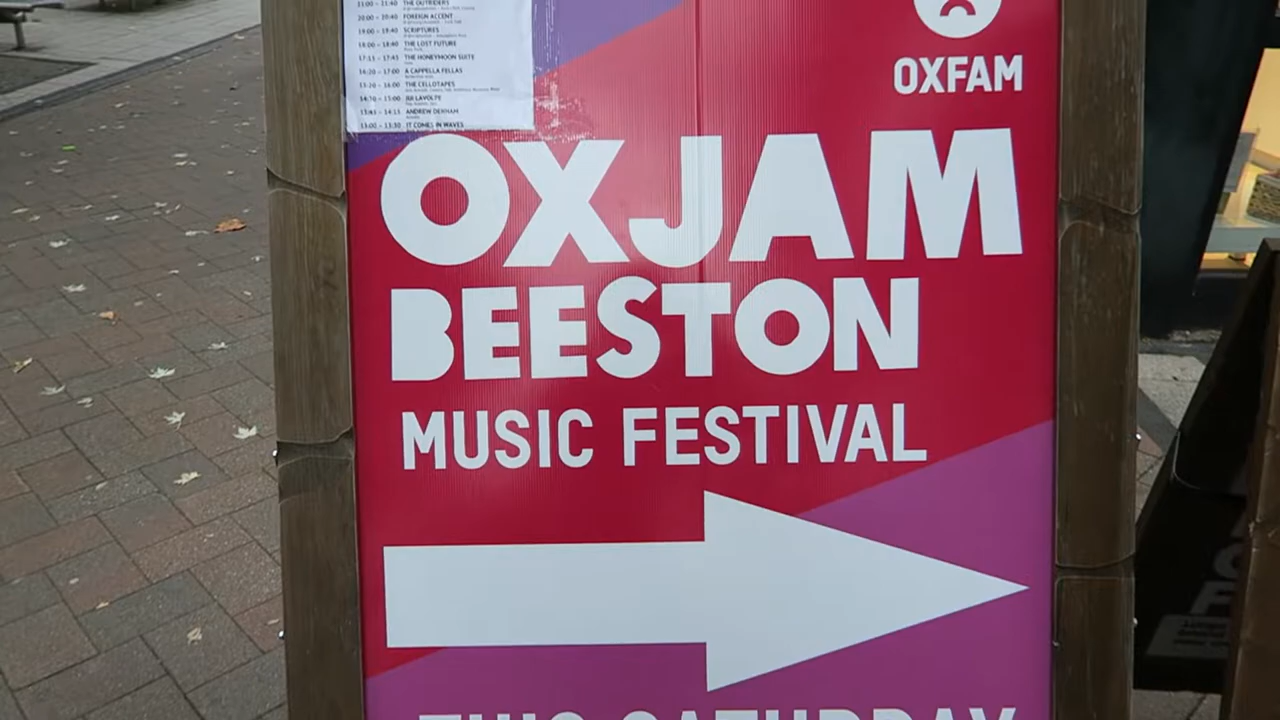 21:00 – 21:40 THE OUTRIDERS
20:00 – 20:40 FOREIGN ACCENT
19:00 – 19:40 SCRIPTURES
18:00 – 18:40 THE LOST FUTURE
17:15 – 17:45 THE HONEYMOON SUITE
16:20 – 17:00 A CAPPELLA FELLAS
15:20 – 16:00 THE CELLOTAPES
14:30 – 15:00
13:45 – 14:15 ANDREW DENHAM
13:00 – 13:30 IT COMES IN WAVES
OXFAM
OXJAM
BEESTON
MUSIC FESTIVAL
THIS SATURDAY